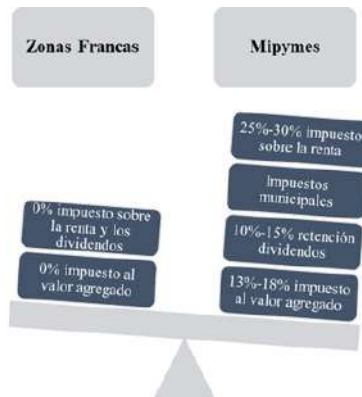 Zonas Francas
Mipymes
25%-30% impuesto
sobre la renta
Impuestos
municipales
10%-15% retención
dividendos
13%-18% impuesto
al valor agregado
0% impuesto sobre
la renta y los
dividendos
0% impuesto al
valor agregado